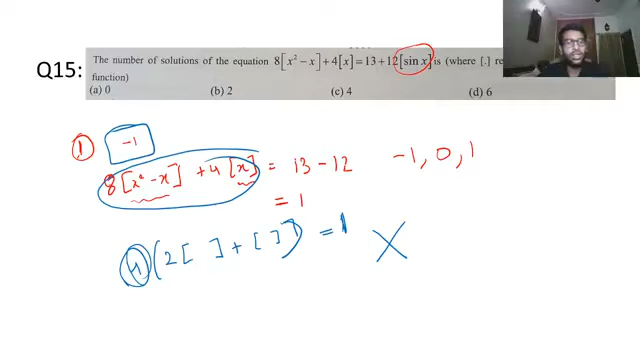 Q15:
The number of solutions of the equation 8[x² − x] + 4[x] = 13 + 12[sin x] is (where [.] re
function)
(a) 0 (b) 2 (c) 4 (d) 6
① −1
8[x² − x] + 4[x] = 13 − 12 −1, 0, 1
= 1
4(2[ ] + [ ]) = 1